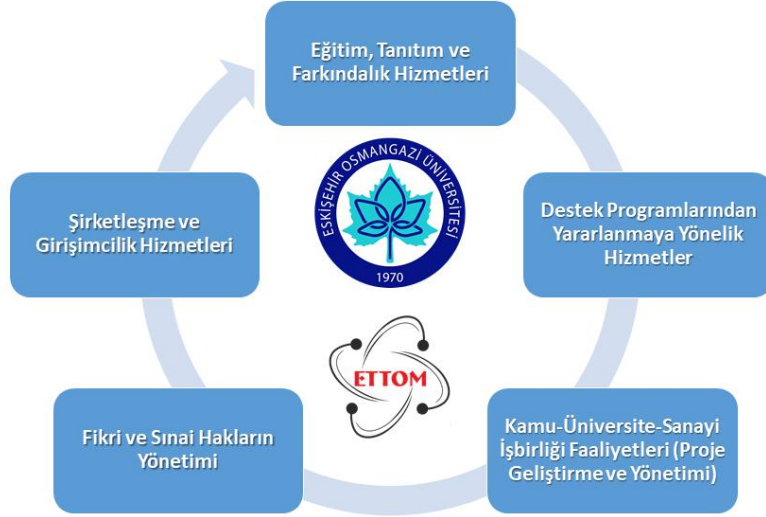 Eğitim, Tanıtım ve
Farkındalık Hizmetleri
Destek Programlarından
Yararlanmaya Yönelik
Hizmetler
Kamu-Üniversite-Sanayi
İşbirliği Faaliyetleri (Proje
Geliştirme ve Yönetimi)
Fikri ve Sınai Hakların
Yönetimi
Şirketleşme ve
Girişimcilik Hizmetleri
ESKİŞEHİR OSMANGAZİ ÜNİVERSİTESİ
1970
ETTOM